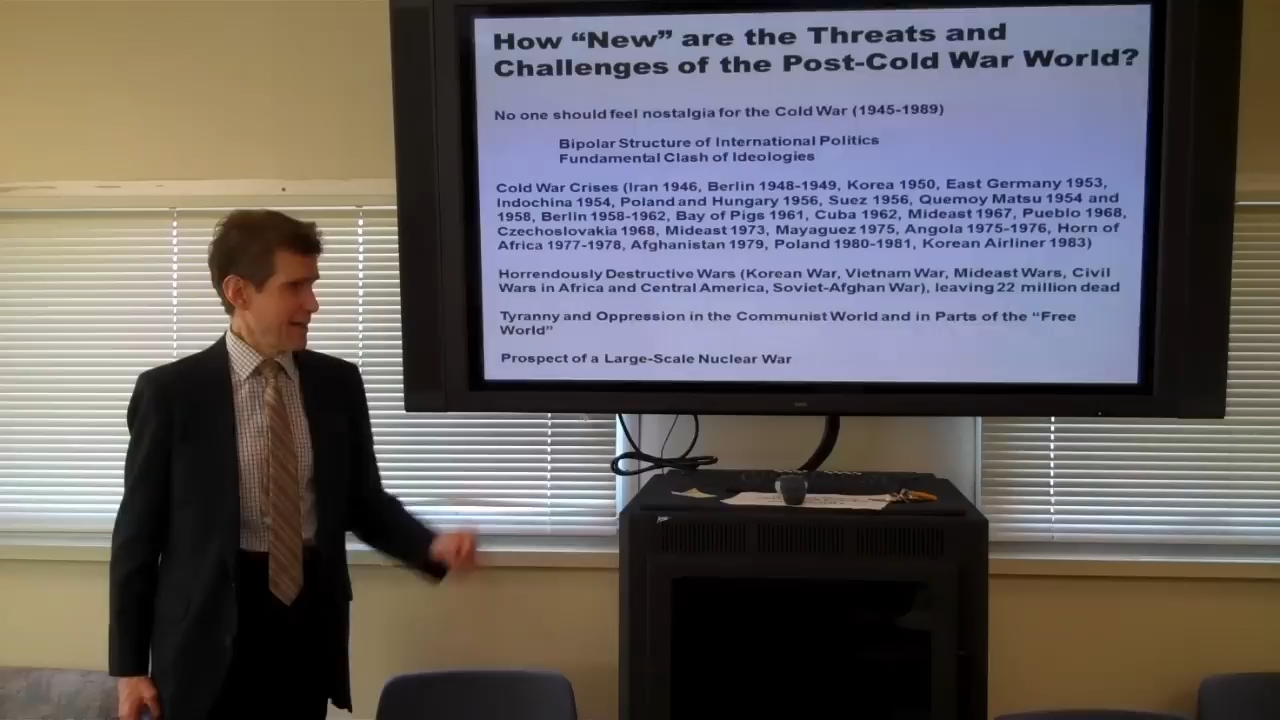 How “New” are the Threats and
Challenges of the Post-Cold War World?
No one should feel nostalgia for the Cold War (1945-1989)
Bipolar Structure of International Politics
Fundamental Clash of Ideologies
Cold War Crises (Iran 1946, Berlin 1948-1949, Korea 1950, East Germany 1953,
Indochina 1954, Poland and Hungary 1956, Suez 1956, Quemoy Matsu 1954 and
1958, Berlin 1958-1962, Bay of Pigs 1961, Cuba 1962, Mideast 1967, Pueblo 1968,
Czechoslovakia 1968, Mideast 1973, Mayaguez 1975, Angola 1975-1976, Horn of
Africa 1977-1978, Afghanistan 1979, Poland 1980-1981, Korean Airliner 1983)
Horrendously Destructive Wars (Korean War, Vietnam War, Mideast Wars, Civil
Wars in Africa and Central America, Soviet-Afghan War), leaving 22 million dead
Tyranny and Oppression in the Communist World and in Parts of the “Free
World”
Prospect of a Large-Scale Nuclear War